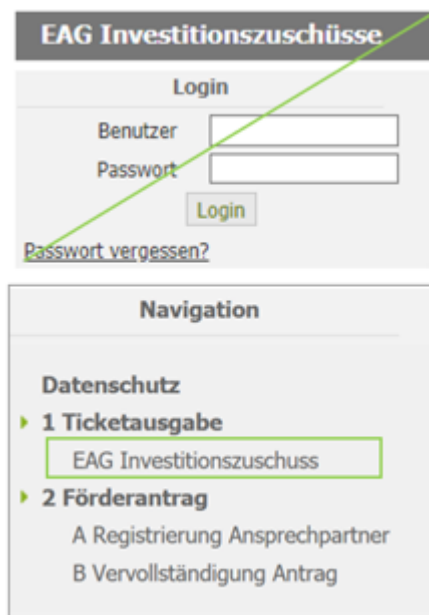 EAG Investitionszuschüsse
Login
Benutzer
Passwort
Login
Passwort vergessen?
Navigation
Datenschutz
1 Ticketausgabe
EAG Investitionszuschuss
2 Förderantrag
A Registrierung Ansprechpartner
B Vervollständigung Antrag